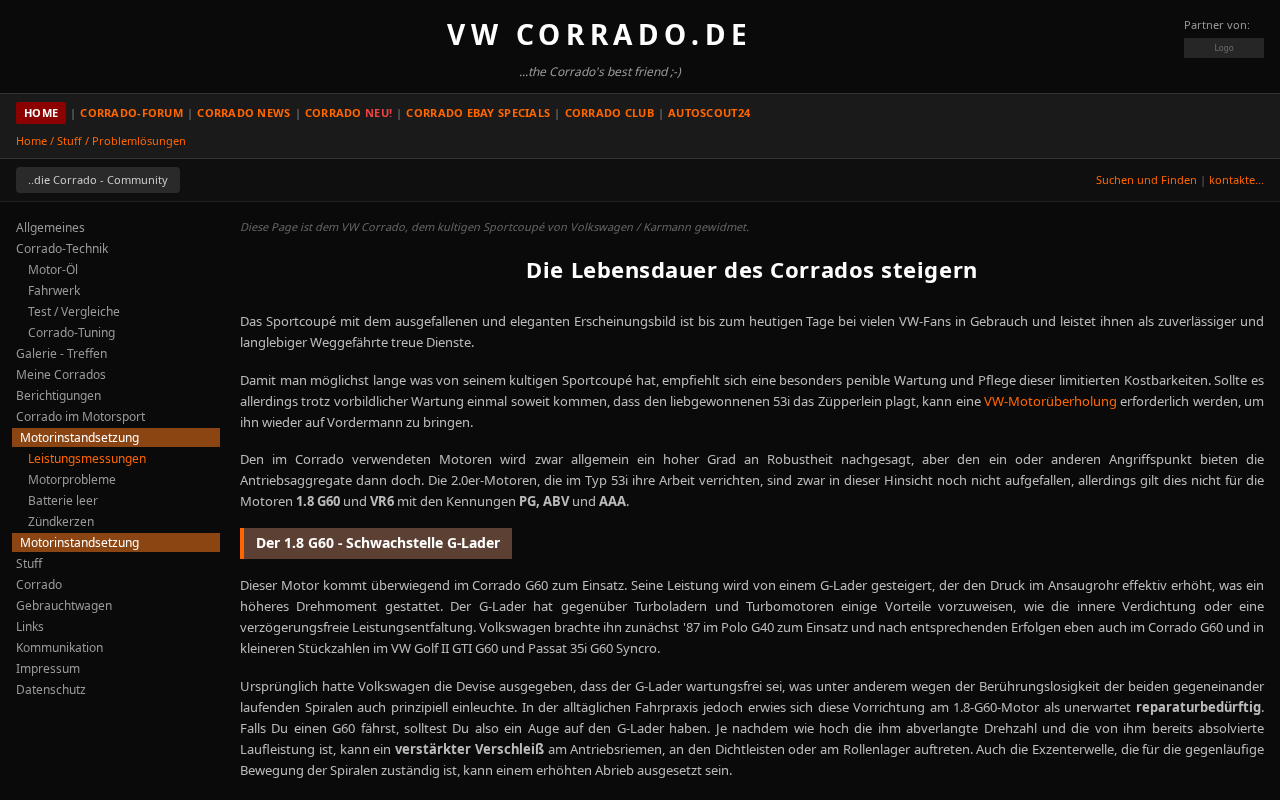 VW CORRADO.DE
...the Corrado's best friend ;-)
Partner von:
Logo
HOME | CORRADO-FORUM | CORRADO NEWS | CORRADO NEU! | CORRADO EBAY SPECIALS | CORRADO CLUB | AUTOSCOUT24
Home / Stuff / Problemlösungen
..die Corrado - Community
Suchen und Finden | kontakte...
Allgemeines
Corrado-Technik
Motor-Öl
Fahrwerk
Test / Vergleiche
Corrado-Tuning
Galerie - Treffen
Meine Corrados
Berichtigungen
Corrado im Motorsport
Motorinstandsetzung
Leistungsmessungen
Motorprobleme
Batterie leer
Zündkerzen
Motorinstandsetzung
Stuff
Corrado
Gebrauchtwagen
Links
Kommunikation
Impressum
Datenschutz
Diese Page ist dem VW Corrado, dem kultigen Sportcoupé von Volkswagen / Karmann gewidmet.
Die Lebensdauer des Corrados steigern
Das Sportcoupé mit dem ausgefallenen und eleganten Erscheinungsbild ist bis zum heutigen Tage bei vielen VW-Fans in Gebrauch und leistet ihnen als zuverlässiger und
langlebiger Weggefährte treue Dienste.
Damit man möglichst lange was von seinem kultigen Sportcoupé hat, empfiehlt sich eine besonders penible Wartung und Pflege dieser limitierten Kostbarkeiten. Sollte es
allerdings trotz vorbildlicher Wartung einmal soweit kommen, dass den liebgewonnenen 53i das Zipperlein plagt, kann eine VW-Motorüberholung erforderlich werden, um
ihn wieder auf Vordermann zu bringen.
Den im Corrado verwendeten Motoren wird zwar allgemein ein hoher Grad an Robustheit nachgesagt, aber den ein oder anderen Angriffspunkt bieten die
Antriebsaggregate dann doch. Die 2.0er-Motoren, die im Typ 53i ihre Arbeit verrichten, sind zwar in dieser Hinsicht noch nicht aufgefallen, allerdings gilt dies nicht für die
Motoren 1.8 G60 und VR6 mit den Kennungen PG, ABV und AAA.
Der 1.8 G60 - Schwachstelle G-Lader
Dieser Motor kommt überwiegend im Corrado G60 zum Einsatz. Seine Leistung wird von einem G-Lader gesteigert, der den Druck im Ansaugrohr effektiv erhöht, was ein
höheres Drehmoment gestattet. Der G-Lader hat gegenüber Turboladern und Turbomotoren einige Vorteile vorzuweisen, wie die innere Verdichtung oder eine
verzögerungsfreie Leistungsentfaltung. Volkswagen brachte ihn zunächst '87 im Polo G40 zum Einsatz und nach entsprechenden Erfolgen eben auch im Corrado G60 und in
kleineren Stückzahlen im VW Golf II GTI G60 und Passat 35i G60 Syncro.
Ursprünglich hatte Volkswagen die Devise ausgegeben, dass der G-Lader wartungsfrei sei, was unter anderem wegen der Berührungslosigkeit der beiden gegeneinander
laufenden Spiralen auch prinzipiell einleuchte. In der alltäglichen Fahrpraxis jedoch erwies sich diese Vorrichtung am 1.8-G60-Motor als unerwartet reparaturbedürftig.
Falls Du einen G60 fährst, solltest Du also ein Auge auf den G-Lader haben. Je nachdem wie hoch die ihm abverlangte Drehzahl und die von ihm bereits absolvierte
Laufleistung ist, kann ein verstärkter Verschleiß am Antriebsriemen, an den Dichtleisten oder am Rollenlager auftreten. Auch die Exzenterwelle, die für die gegenläufige
Bewegung der Spiralen zuständig ist, kann einem erhöhten Abrieb ausgesetzt sein.